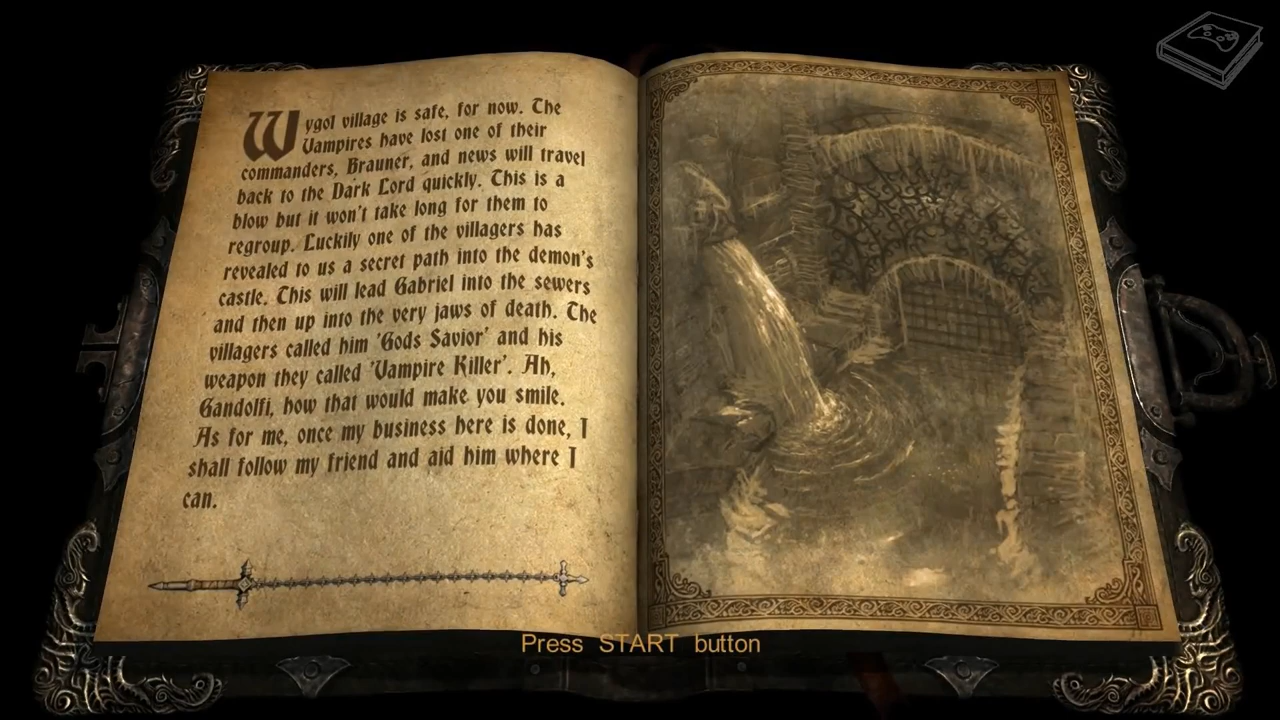 Wygol village is safe, for now. The
Vampires have lost one of their
commanders, Brauner, and news will travel
back to the Dark Lord quickly. This is a
blow but it won't take long for them to
regroup. Luckily one of the villagers has
revealed to us a secret path into the demon's
castle. This will lead Gabriel into the sewers
and then up into the very jaws of death. The
villagers called him 'Gods Savior' and his
weapon they called 'Vampire Killer'. Ah,
Gandolfi, how that would make you smile.
As for me, once my business here is done, I
shall follow my friend and aid him where I
can.
Press START button